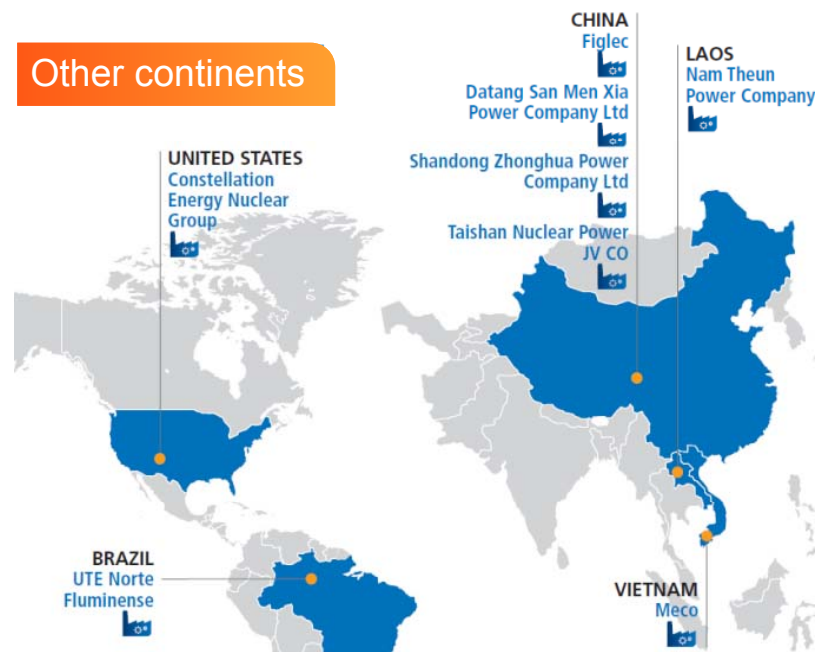 Other continents
UNITED STATES
Constellation
Energy Nuclear
Group
CHINA
Figlec
Datang San Men Xia
Power Company Ltd
Shandong Zhonghua Power
Company Ltd
Taishan Nuclear Power
JV CO
LAOS
Nam Theun
Power Company
BRAZIL
UTE Norte
Fluminense
VIETNAM
Meco